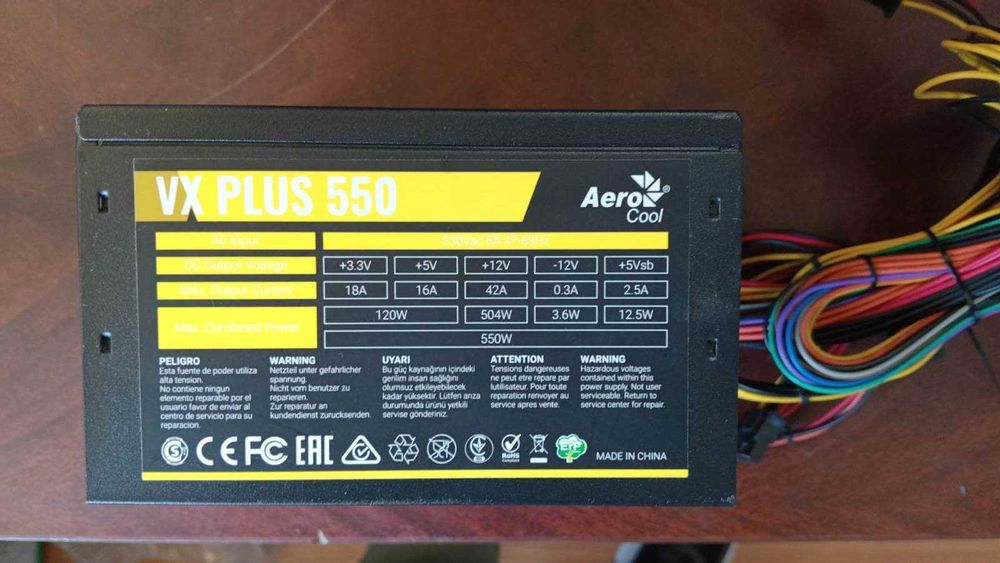 VX PLUS 550
Aero
Cool
AC Input 230Vac 5A 47-63Hz
DC Output Voltage +3.3V +5V +12V -12V +5Vsb
Max. Output Current 18A 16A 42A 0.3A 2.5A
Max. Combined Power 120W 504W 3.6W 12.5W
550W
PELIGRO
Esta fuente de poder utiliza
alta tension.
No contiene ningun
elemento reparable por el
usuario favor de enviar al
centro de servicio para su
reparacion.
WARNING
Netzteil unter gefahrlicher
spannung.
Nicht vom benutzer zu
reparieren.
Zur reparatur an
kundendienst zurucksenden.
UYARI
Bu güç kaynağının içindeki
gerilim insan sağlığını
olumsuz etkileyebilecek
kadar yüksektir. Lütfen arıza
durumunda ürünü yetkili
servise gönderiniz.
ATTENTION
Tensions dangereuses
ne peut etre repare par
lutilisateur. Pour toute
reparation renvoyer au
service apres vente.
WARNING
Hazardous voltages
contained within this
power supply. Not user
serviceable. Return to
service center for repair.
S CE FC EAC RoHS ErP MADE IN CHINA
Compliant